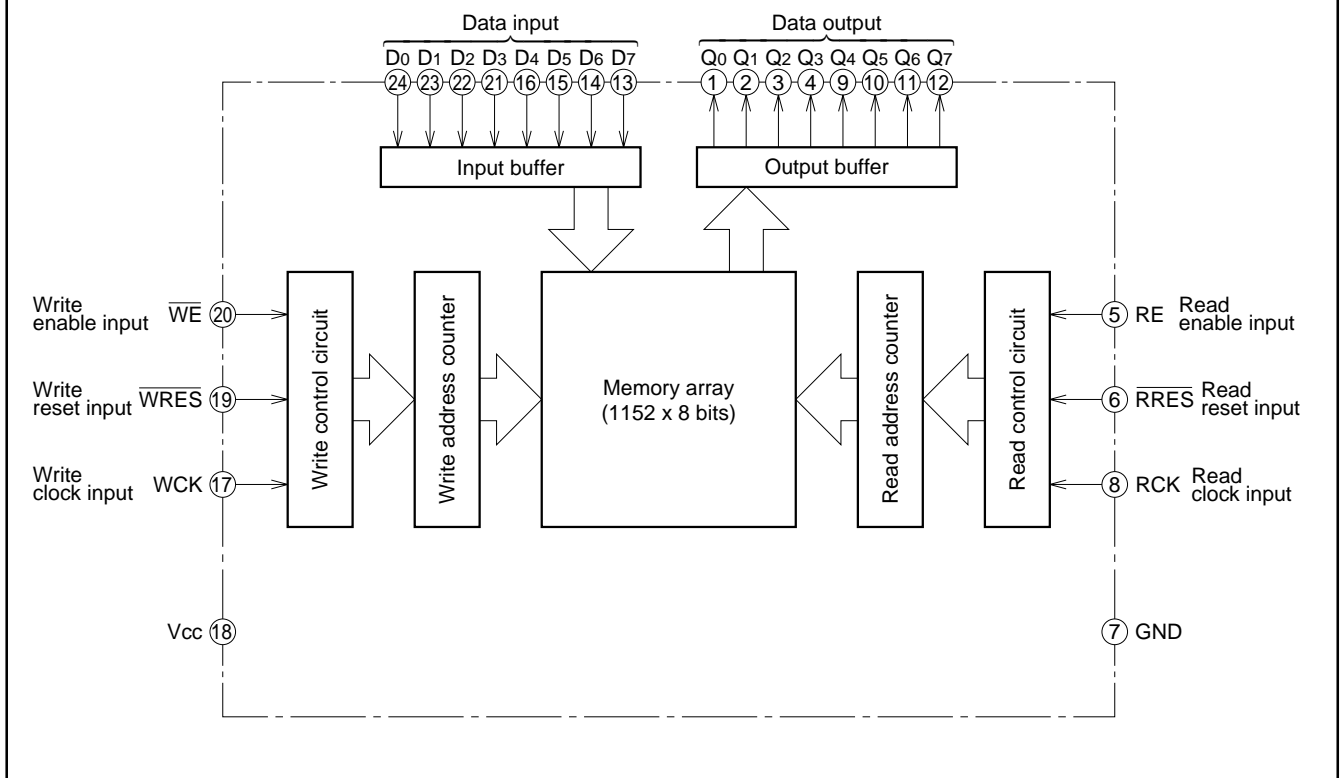 Data input
Data output
D0 D1 D2 D3 D4 D5 D6 D7
Q0 Q1 Q2 Q3 Q4 Q5 Q6 Q7
24 23 22 21 16 15 14 13
1 2 3 4 9 10 11 12
Input buffer
Output buffer
Write
enable input
WE
20
Write
reset input
WRES
19
Write
clock input
WCK
17
Write control circuit
Write address counter
Memory array
(1152 x 8 bits)
Read address counter
Read control circuit
5
RE
Read
enable input
6
RRES
Read
reset input
8
RCK
Read
clock input
Vcc 18
7 GND